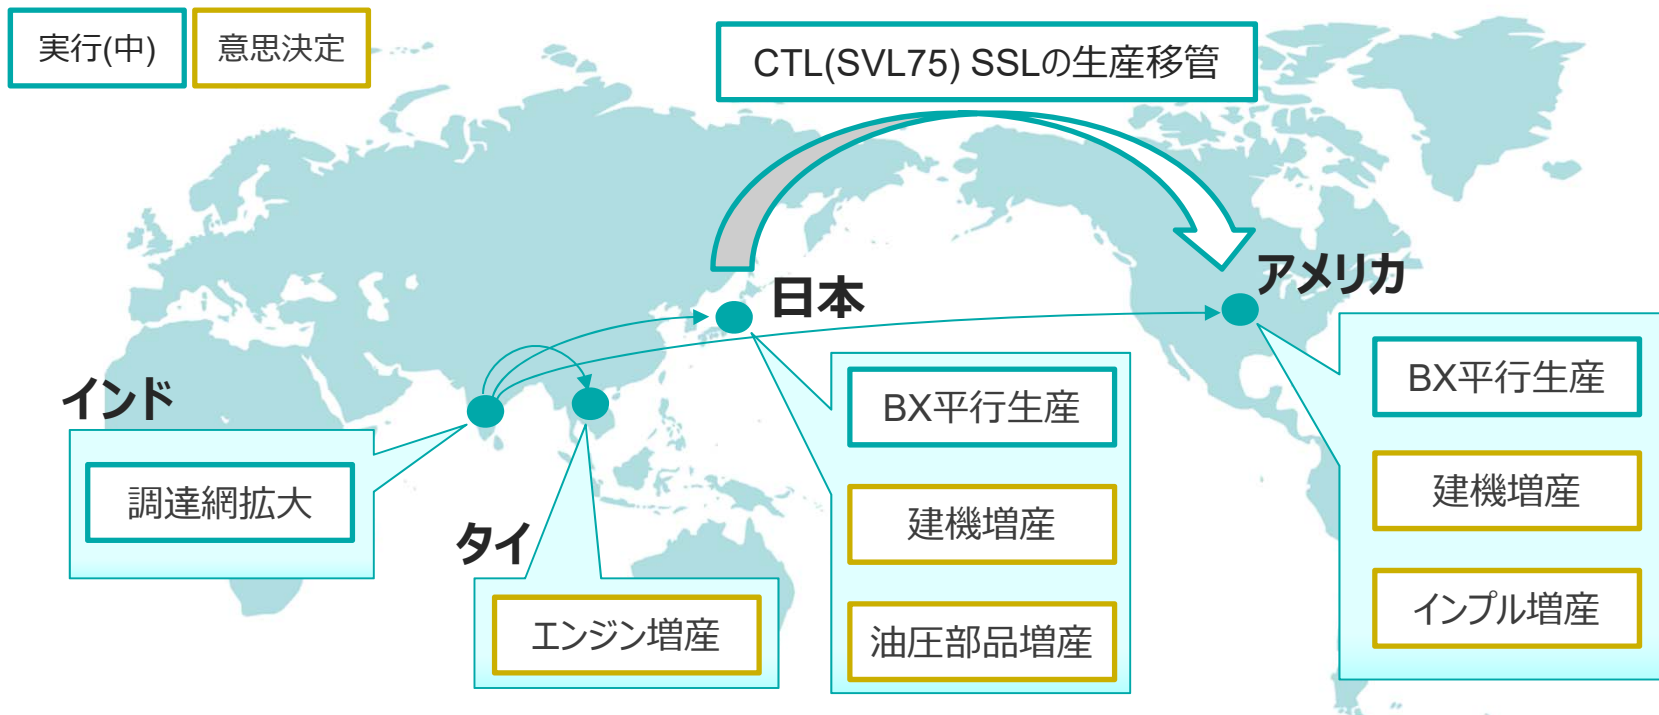 実行(中)
意思決定
CTL(SVL75) SSLの生産移管
日本
アメリカ
インド
タイ
調達網拡大
エンジン増産
BX平行生産
建機増産
油圧部品増産
BX平行生産
建機増産
インプル増産